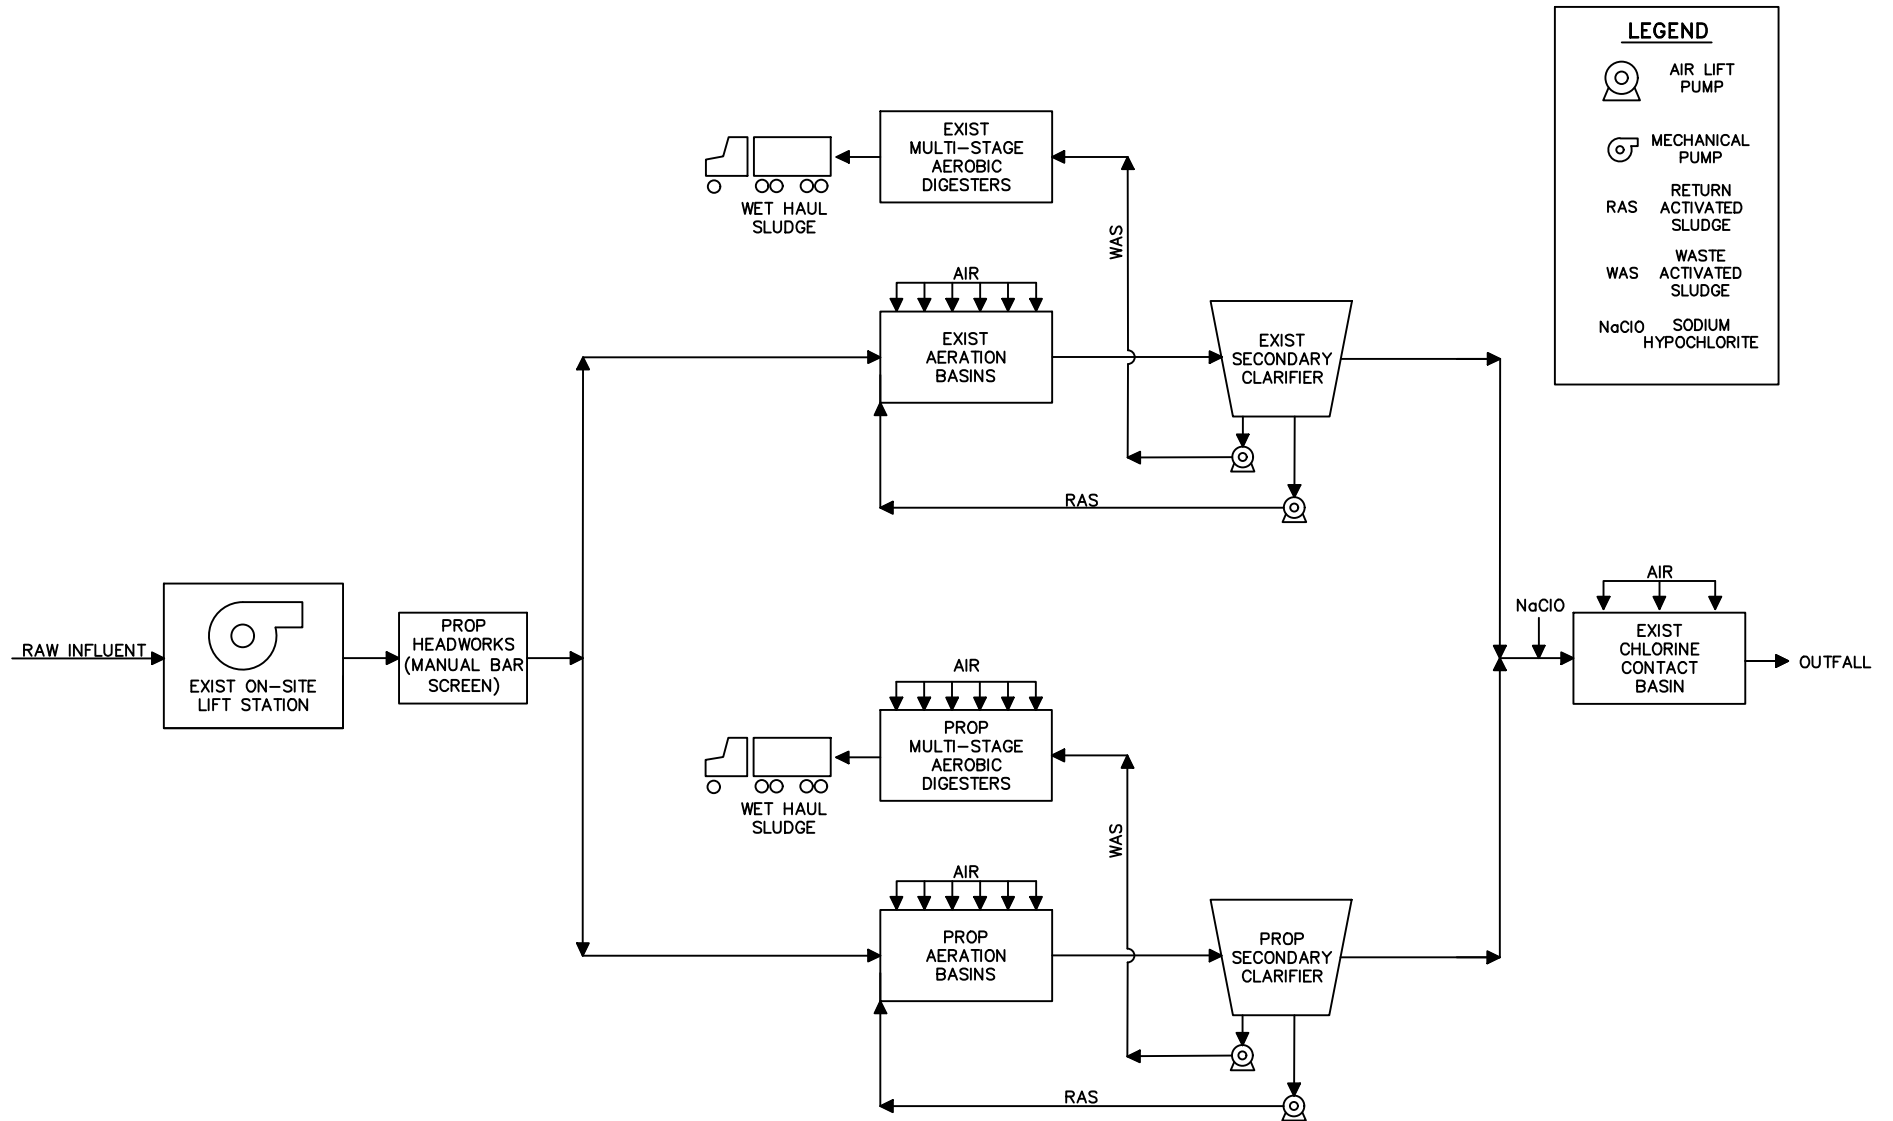 LEGEND
AIR LIFT
PUMP
MECHANICAL
PUMP
RAS
RETURN
ACTIVATED
SLUDGE
WAS
WASTE
ACTIVATED
SLUDGE
NaClO
SODIUM
HYPOCHLORITE
EXIST
MULTI-STAGE
AEROBIC
DIGESTERS
WET HAUL
SLUDGE
WAS
AIR
EXIST
AERATION
BASINS
EXIST
SECONDARY
CLARIFIER
RAS
RAW INFLUENT
EXIST ON-SITE
LIFT STATION
PROP
HEADWORKS
(MANUAL BAR
SCREEN)
AIR
NaClO
EXIST
CHLORINE
CONTACT
BASIN
OUTFALL
AIR
PROP
MULTI-STAGE
AEROBIC
DIGESTERS
WET HAUL
SLUDGE
WAS
AIR
PROP
AERATION
BASINS
PROP
SECONDARY
CLARIFIER
RAS